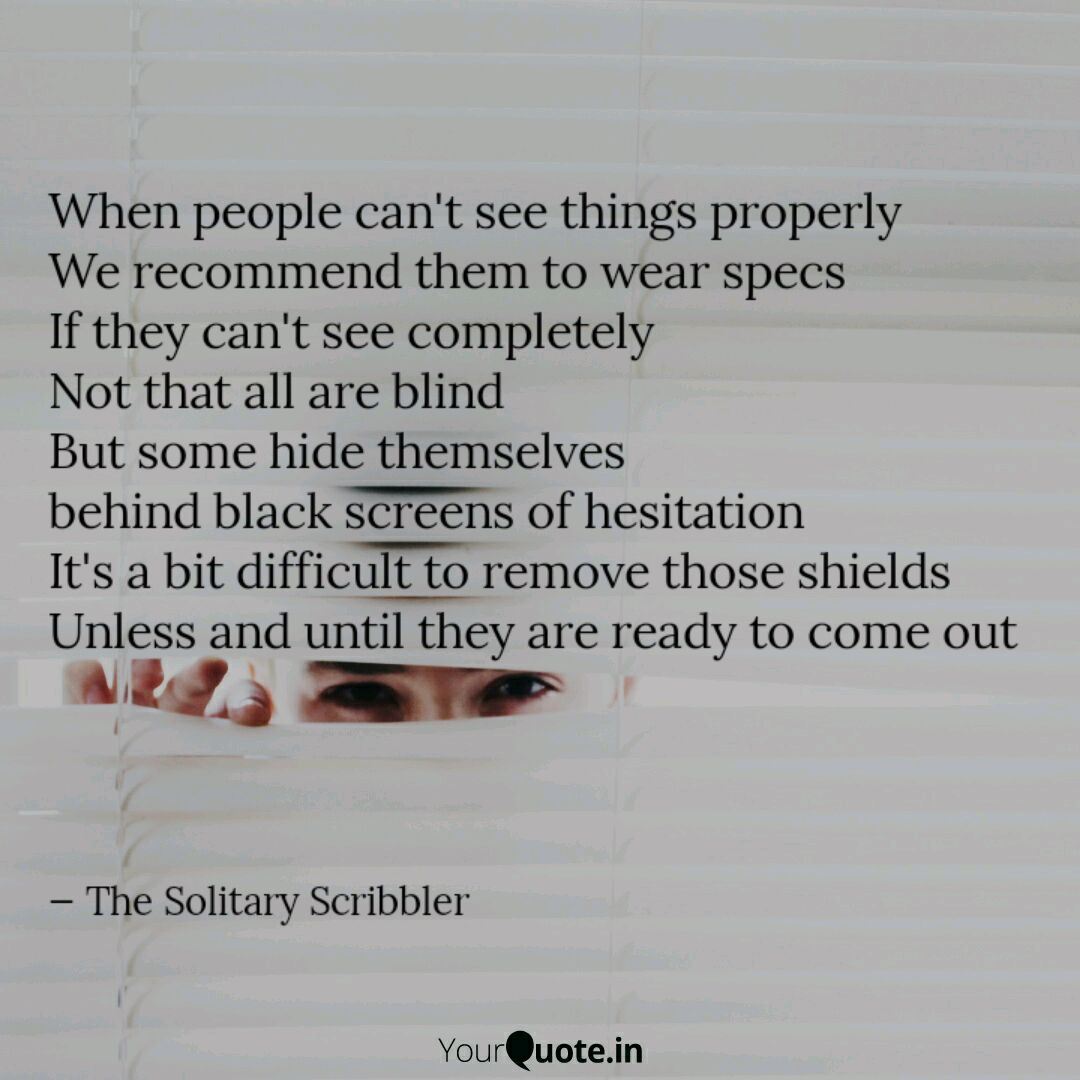 When people can't see things properly
We recommend them to wear specs
If they can't see completely
Not that all are blind
But some hide themselves
behind black screens of hesitation
It's a bit difficult to remove those shields
Unless and until they are ready to come out
– The Solitary Scribbler
YourQuote.in